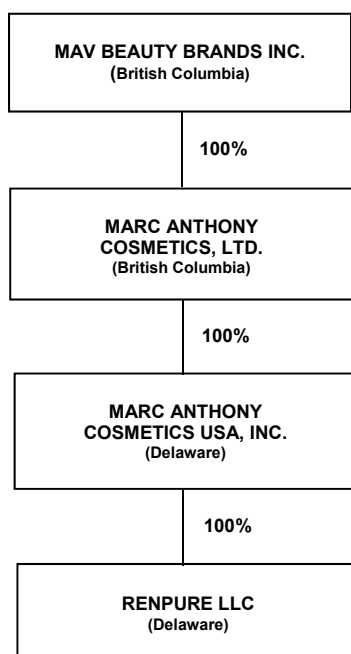 MAV BEAUTY BRANDS INC.
(British Columbia)
100%
MARC ANTHONY
COSMETICS, LTD.
(British Columbia)
100%
MARC ANTHONY
COSMETICS USA, INC.
(Delaware)
100%
RENPURE LLC
(Delaware)